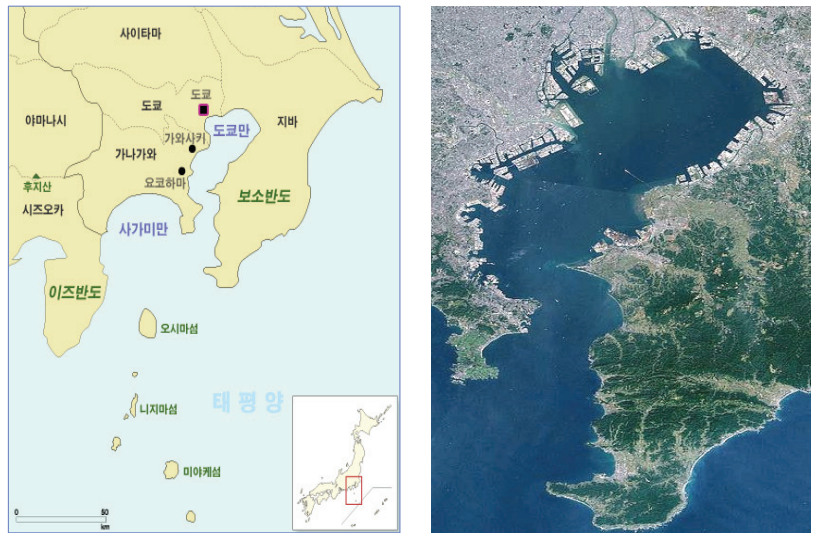 사이타마
도쿄
도쿄
야마나시
가와사키
도쿄만
지바
가나가와
후지산
요코하마
보소반도
시즈오카
사가미만
이즈반도
오시마섬
태평양
니지마섬
미야케섬
0
50
km